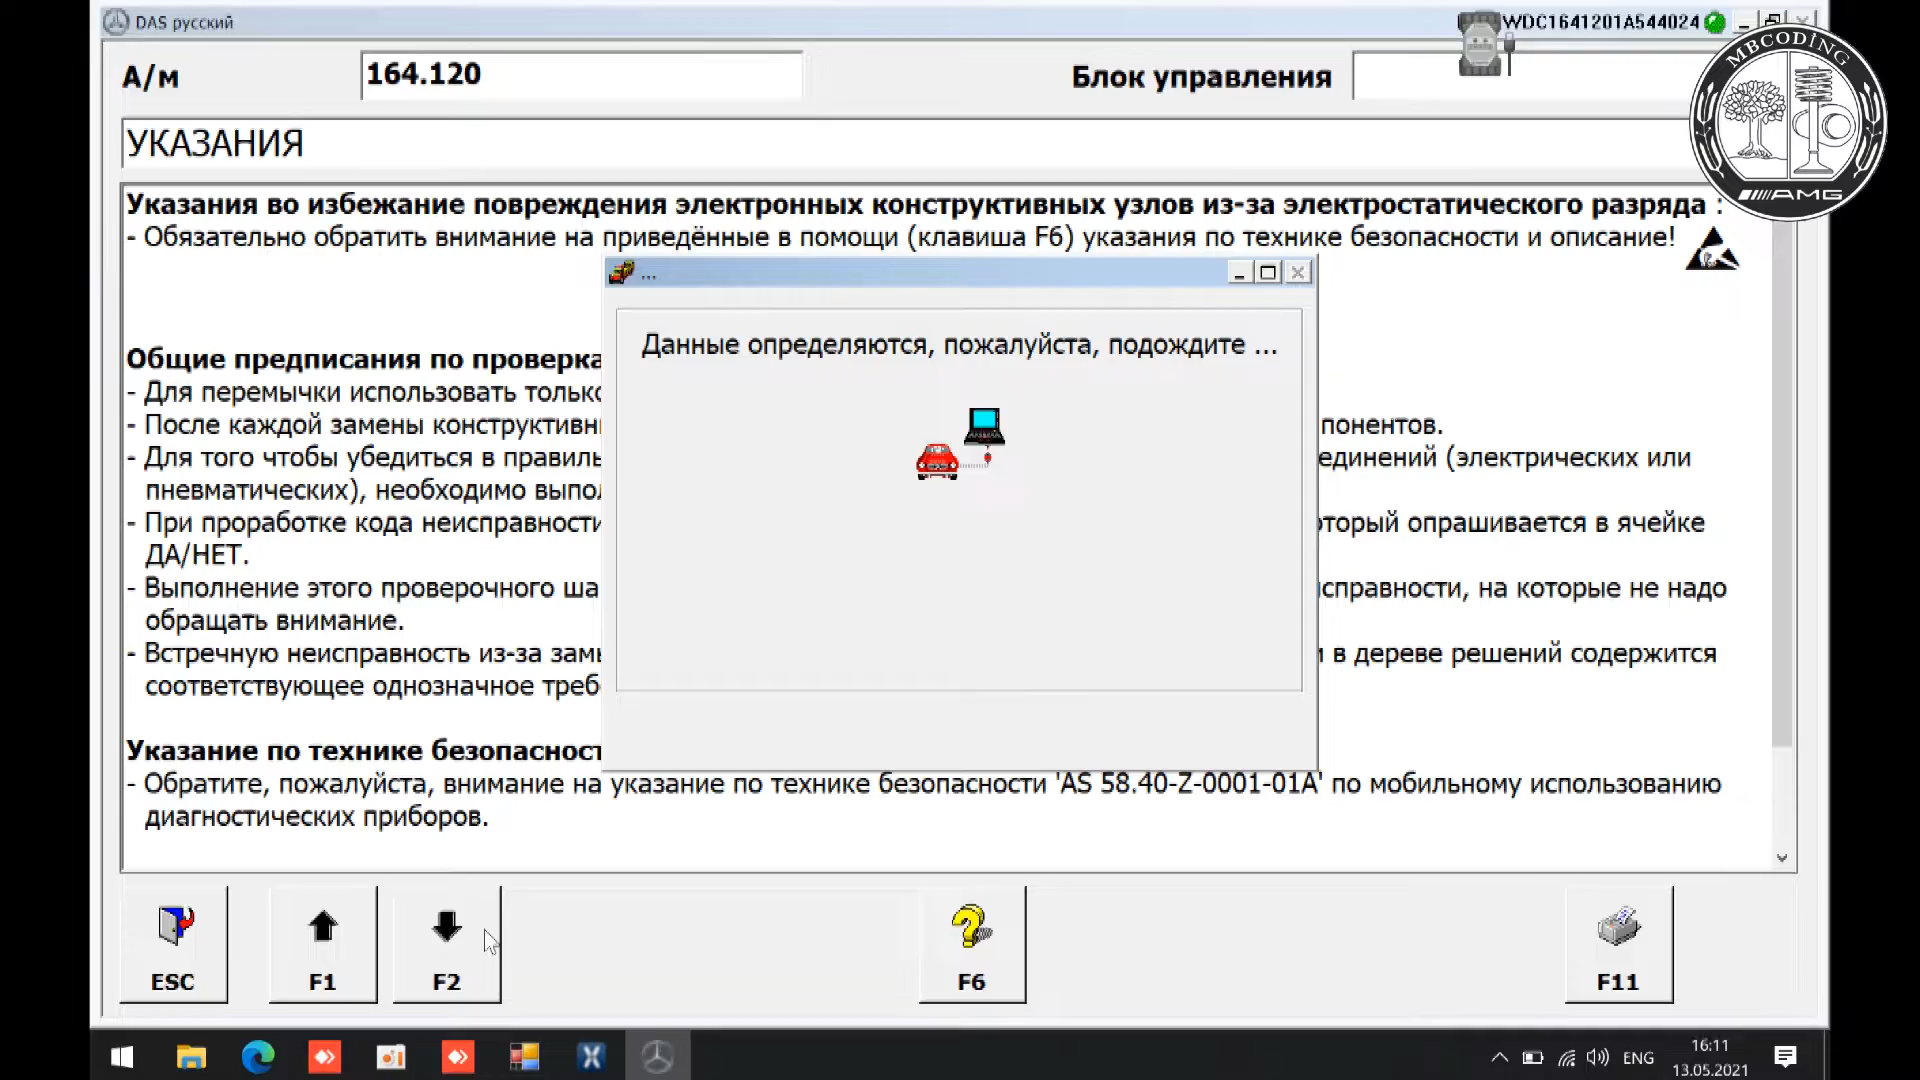 DAS русский
WDC1641201A544024
А/м
164.120
Блок управления
MBCODING
AMG
УКАЗАНИЯ
Указания во избежание повреждения электронных конструктивных узлов из-за электростатического разряда :
- Обязательно обратить внимание на приведённые в помощи (клавиша F6) указания по технике безопасности и описание!
...
Данные определяются, пожалуйста, подождите ...
Общие предписания по проверка
- Для перемычки использовать только
- После каждой замены конструктивн
понентов.
- Для того чтобы убедиться в правиль
единений (электрических или
пневматических), необходимо выпол
- При проработке кода неисправности
оторый опрашивается в ячейке
ДА/НЕТ.
- Выполнение этого проверочного ша
исправности, на которые не надо
обращать внимание.
- Встречную неисправность из-за замы
и в дереве решений содержится
соответствующее однозначное треб
Указание по технике безопасност
- Обратите, пожалуйста, внимание на указание по технике безопасности 'AS 58.40-Z-0001-01A' по мобильному использованию
диагностических приборов.
ESC
F1
F2
F6
F11
ENG
16:11
13.05.2021